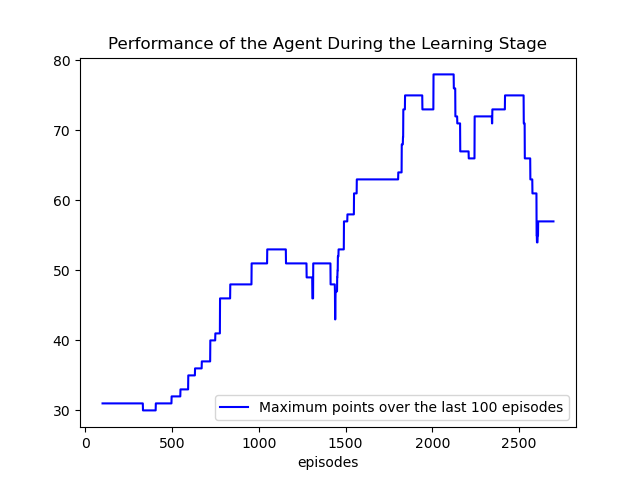 Performance of the Agent During the Learning Stage
80
70
60
50
40
30
Maximum points over the last 100 episodes
0 500 1000 1500 2000 2500
episodes